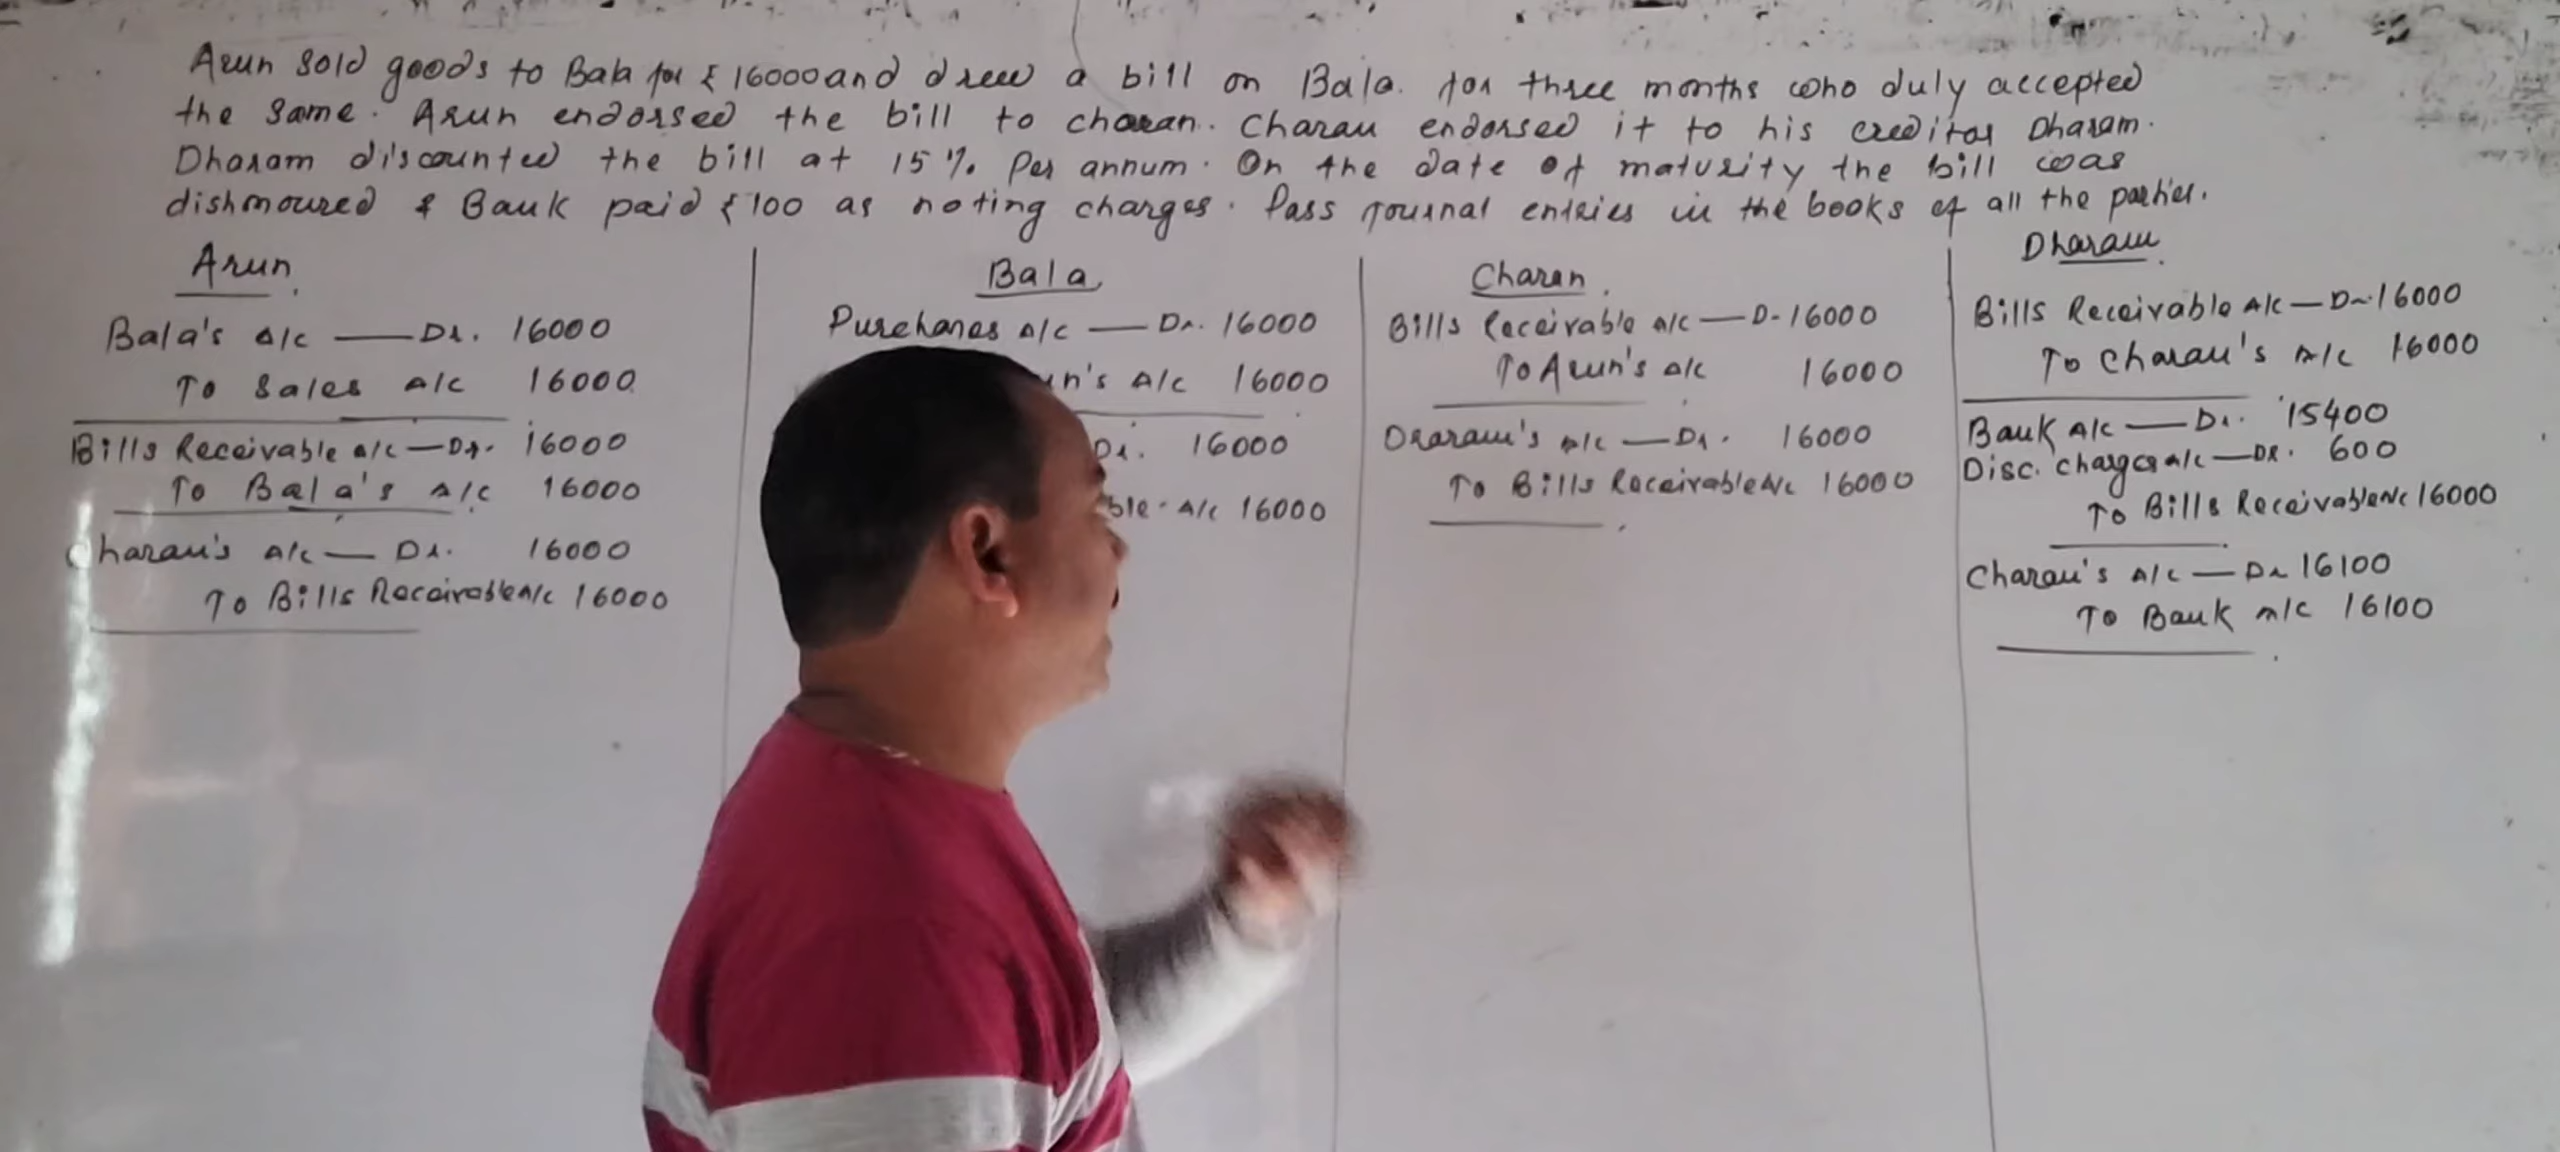 Arun Sold goods to Bala for ₹ 16000 and drew a bill on Bala. for three months who duly accepted
the same. Arun endorsed the bill to charan. Charan endorsed it to his creditor Dharam.
Dharam discounted the bill at 15% Per annum. On the date of maturity the bill was
dishnoured & Bank paid ₹100 as noting charges. Pass journal entries in the books of all the parties.
Arun
Bala's A/c — Dr. 16000
To Sales A/c 16000
Bills Receivable A/c — Dr. 16000
To Bala's A/c 16000
Charan's A/c — Dr. 16000
To Bills Receivable A/c 16000
Bala
Purchases A/c — Dr. 16000
un's A/c 16000
Dr. 16000
ble A/c 16000
Charan
Bills Receivable A/c — D- 16000
To Arun's A/c 16000
Dharam's A/c — Dr. 16000
To Bills Receivable A/c 16000
Dharam
Bills Receivable A/c — Dr. 16000
To Charan's A/c 16000
Bank A/c — Dr. 15400
Disc. charges A/c — Dr. 600
To Bills Receivable A/c 16000
Charan's A/c — Dr 16100
To Bank A/c 16100